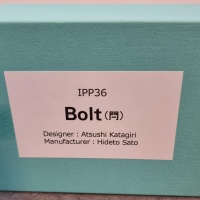 IPP36
Bolt(閂)
Designer : Atsushi Katagiri
Manufacturer : Hideto Sato